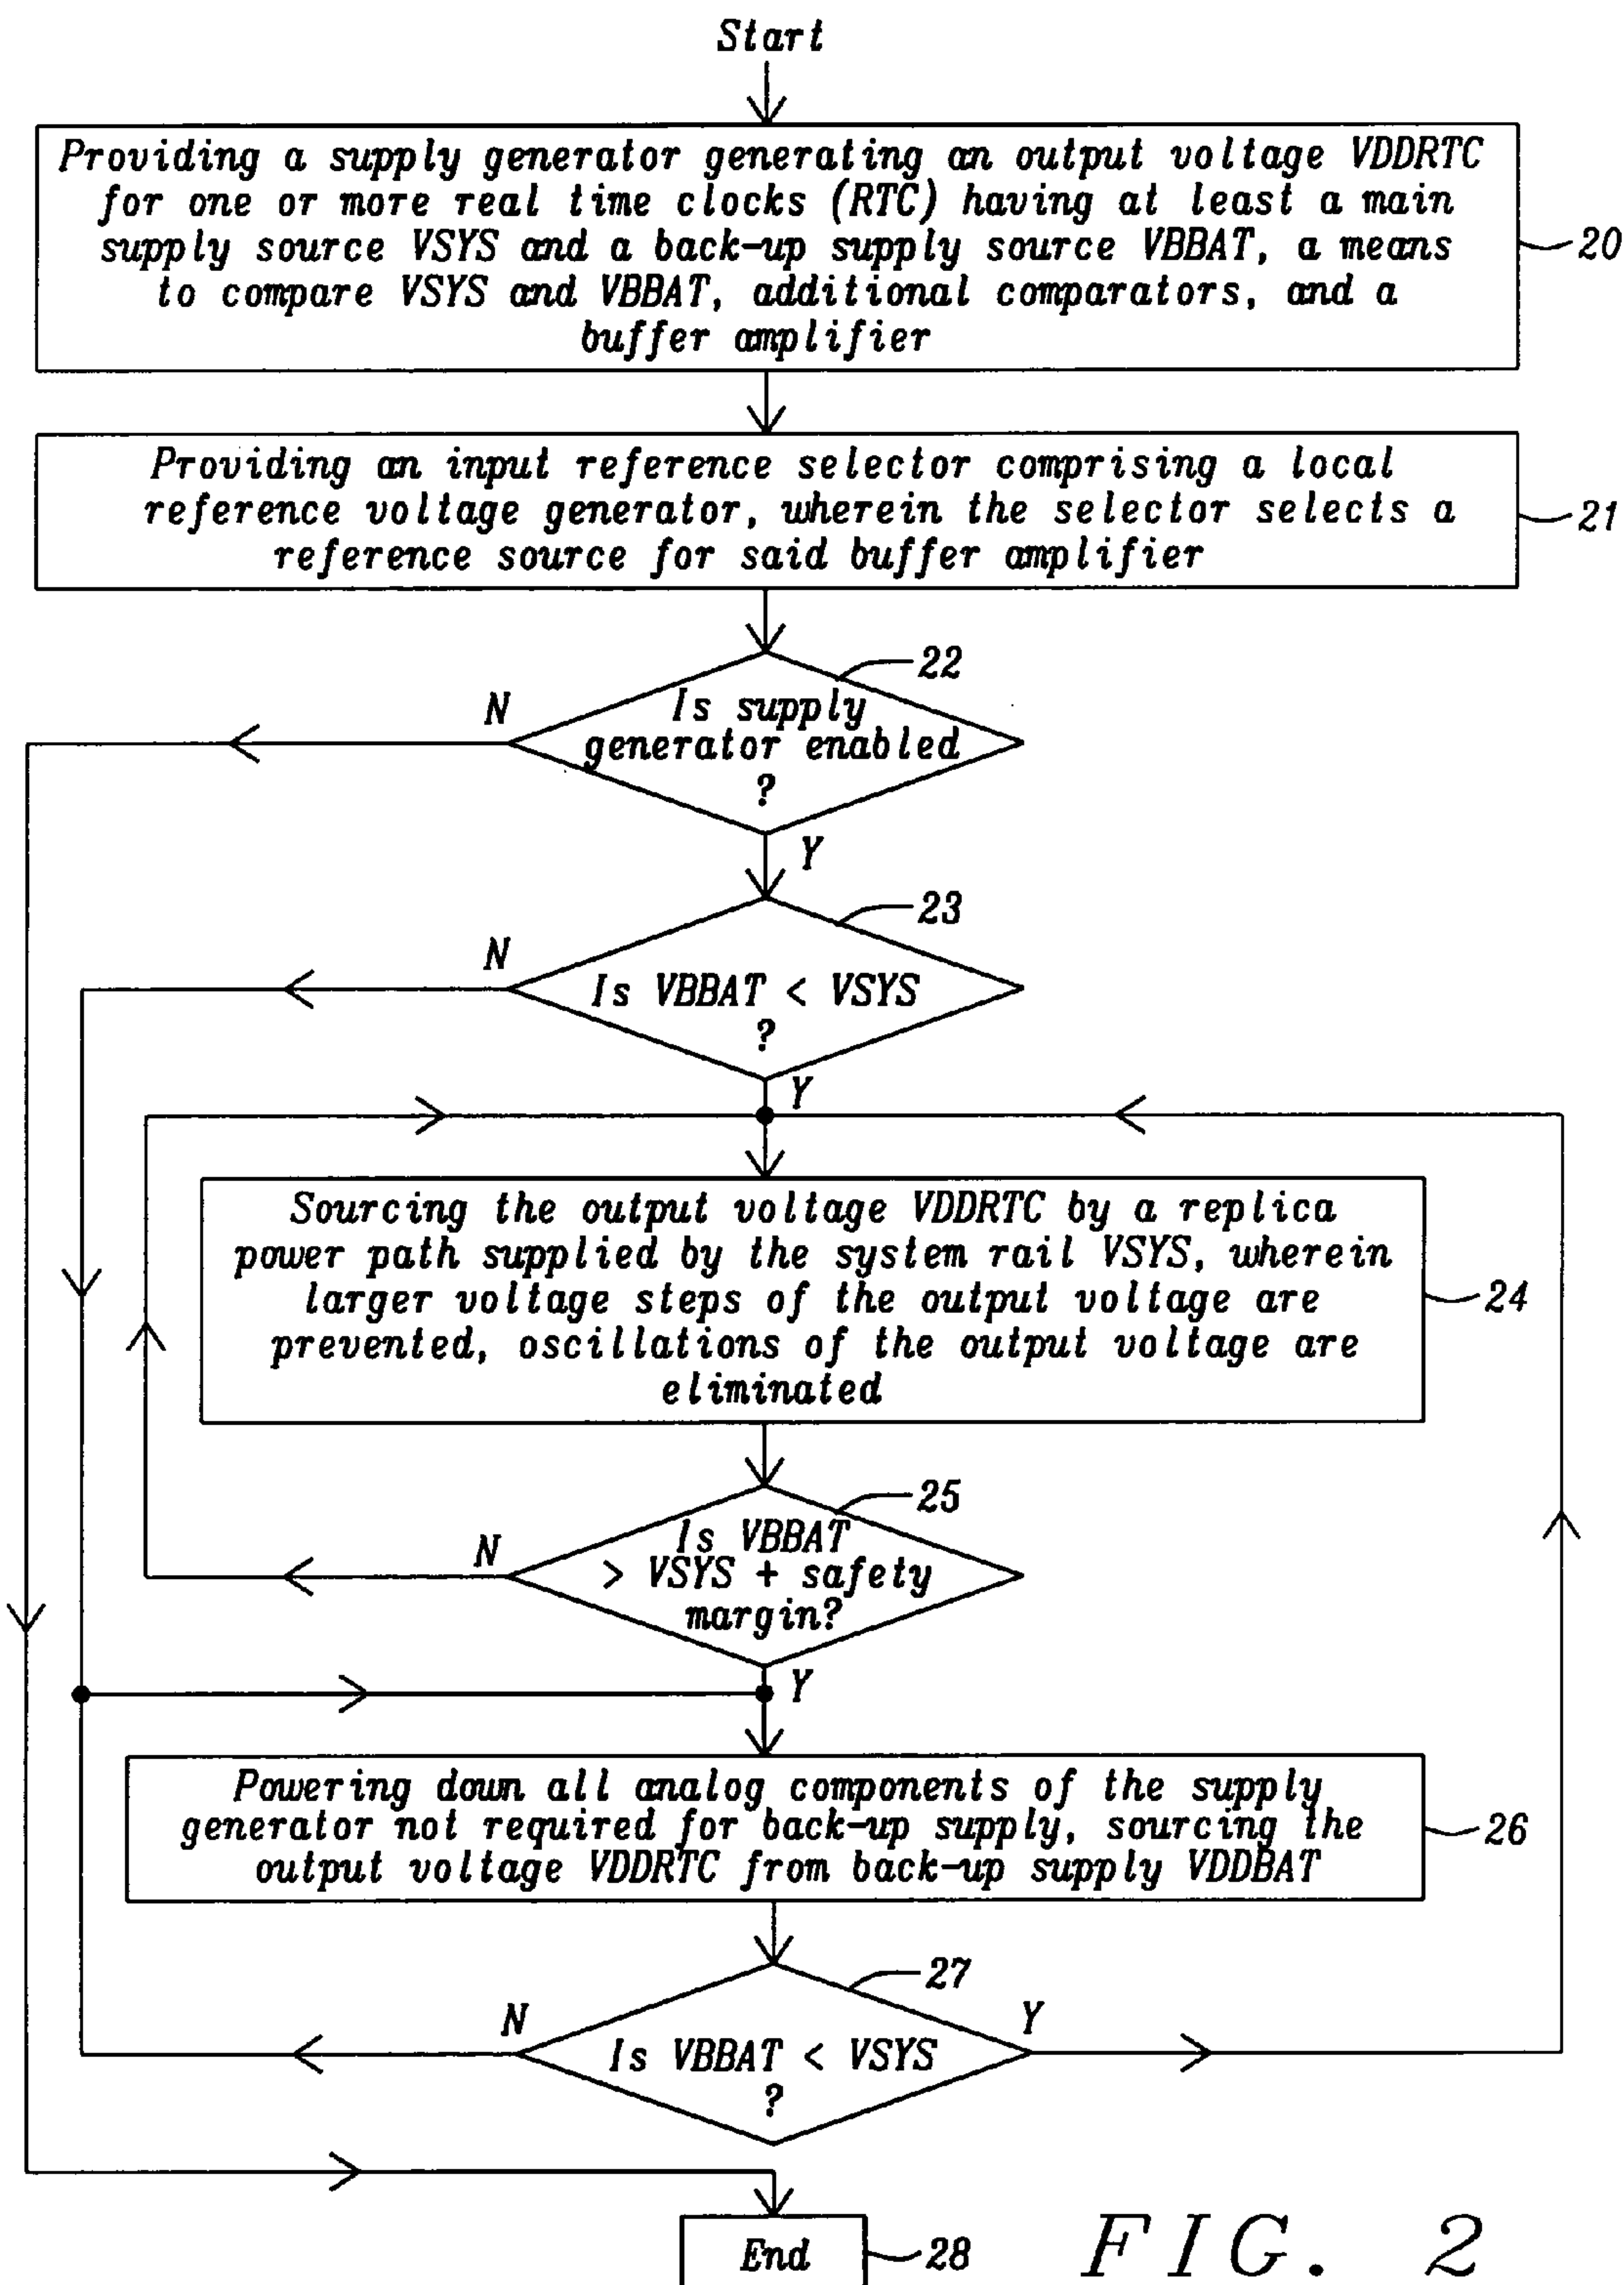 Start
Providing a supply generator generating an output voltage VDDRTC
for one or more real time clocks (RTC) having at least a main
supply source VSYS and a back-up supply source VBBAT, a means
to compare VSYS and VBBAT, additional comparators, and a
buffer amplifier
20
Providing an input reference selector comprising a local
reference voltage generator, wherein the selector selects a
reference source for said buffer amplifier
21
22
N
Is supply
generator enabled
?
Y
23
N
Is VBBAT < VSYS
?
Y
Sourcing the output voltage VDDRTC by a replica
power path supplied by the system rail VSYS, wherein
larger voltage steps of the output voltage are
prevented, oscillations of the output voltage are
eliminated
24
25
N
Is VBBAT
> VSYS + safety
margin?
Y
Powering down all analog components of the supply
generator not required for back-up supply, sourcing the
output voltage VDDRTC from back-up supply VDDBAT
26
27
N
Y
Is VBBAT < VSYS
?
End
28
FIG. 2